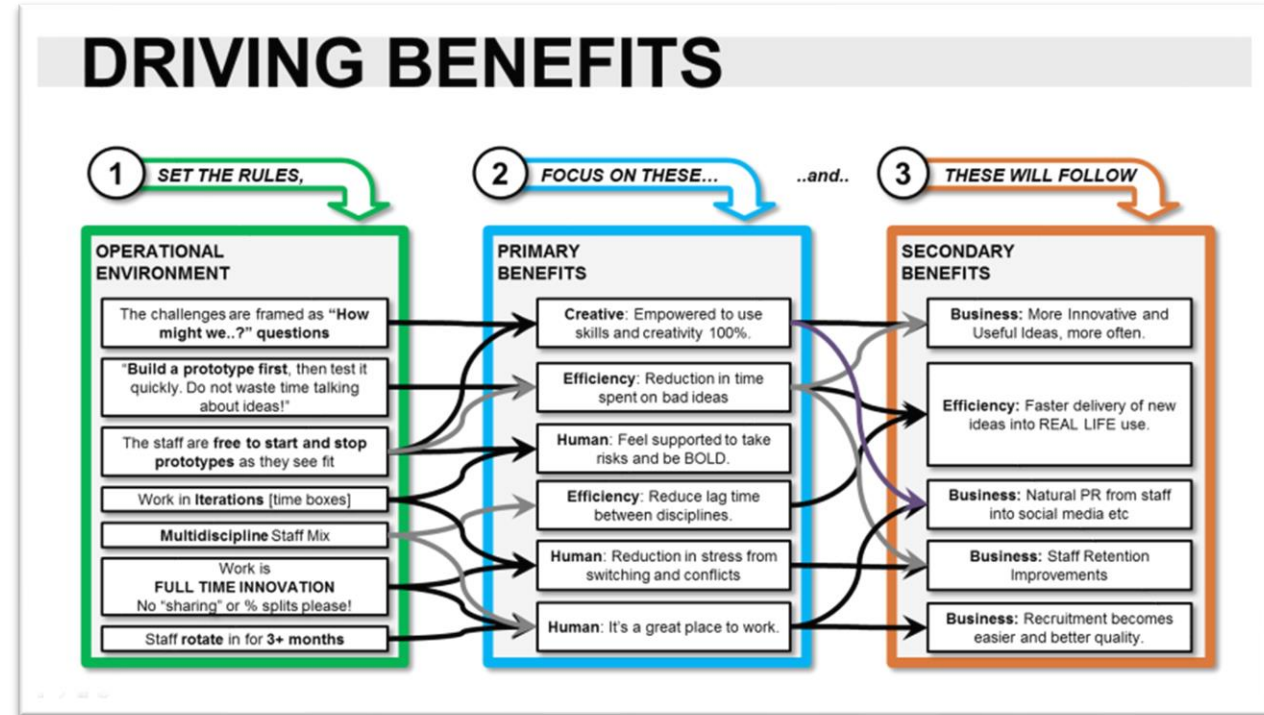 DRIVING BENEFITS
1 SET THE RULES,
2 FOCUS ON THESE...
..and..
3 THESE WILL FOLLOW
OPERATIONAL
ENVIRONMENT
The challenges are framed as “How
might we..?” questions
“Build a prototype first, then test it
quickly. Do not waste time talking
about ideas!”
The staff are free to start and stop
prototypes as they see fit
Work in Iterations [time boxes]
Multidiscipline Staff Mix
Work is
FULL TIME INNOVATION
No “sharing” or % splits please!
Staff rotate in for 3+ months
PRIMARY
BENEFITS
Creative: Empowered to use
skills and creativity 100%.
Efficiency: Reduction in time
spent on bad ideas
Human: Feel supported to take
risks and be BOLD.
Efficiency: Reduce lag time
between disciplines.
Human: Reduction in stress from
switching and conflicts
Human: It’s a great place to work.
SECONDARY
BENEFITS
Business: More Innovative and
Useful Ideas, more often.
Efficiency: Faster delivery of new
ideas into REAL LIFE use.
Business: Natural PR from staff
into social media etc
Business: Staff Retention
Improvements
Business: Recruitment becomes
easier and better quality.